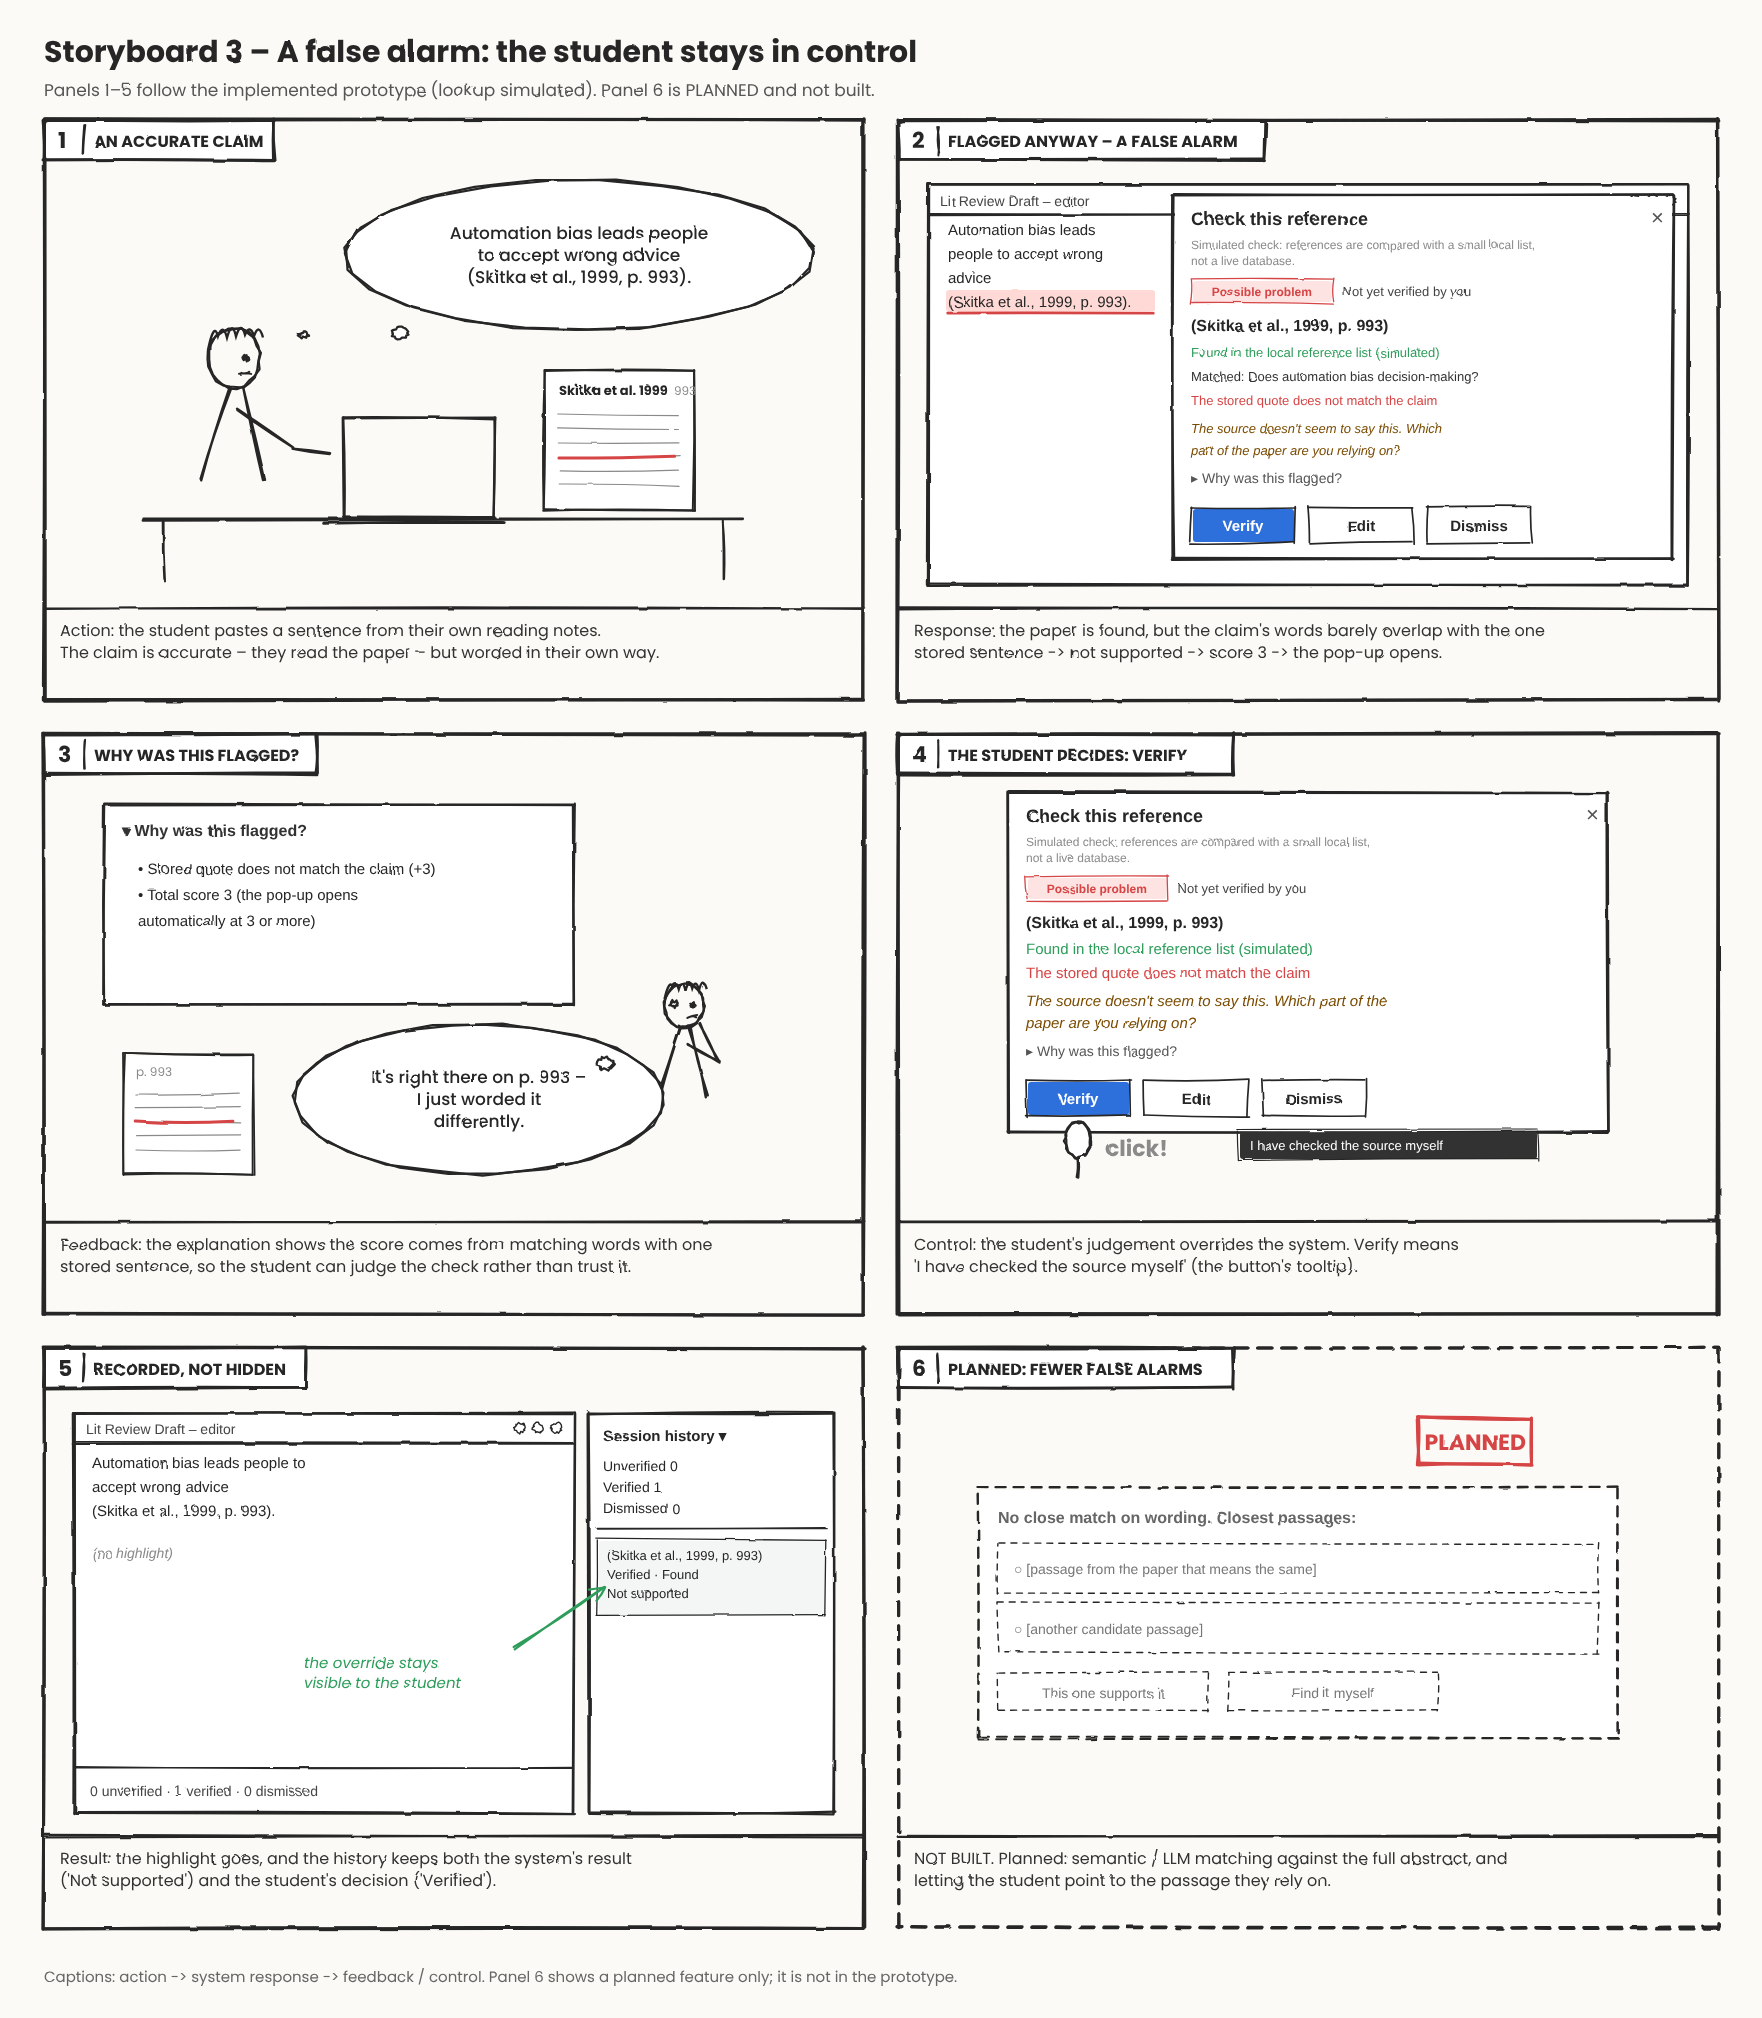 Storyboard 3 – A false alarm: the student stays in control
Panels 1–5 follow the implemented prototype (lookup simulated). Panel 6 is PLANNED and not built.
1 AN ACCURATE CLAIM
Automation bias leads people
to accept wrong advice
(Skitka et al., 1999, p. 993).
Skitka et al. 1999 993
Action: the student pastes a sentence from their own reading notes.
The claim is accurate – they read the paper – but worded in their own way.
2 FLAGGED ANYWAY – A FALSE ALARM
Lit Review Draft – editor
Automation bias leads
people to accept wrong
advice
(Skitka et al., 1999, p. 993).
Check this reference ×
Simulated check: references are compared with a small local list,
not a live database.
Possible problem Not yet verified by you
(Skitka et al., 1999, p. 993)
Found in the local reference list (simulated)
Matched: Does automation bias decision-making?
The stored quote does not match the claim
The source doesn't seem to say this. Which
part of the paper are you relying on?
▸ Why was this flagged?
Verify Edit Dismiss
Response: the paper is found, but the claim's words barely overlap with the one
stored sentence -> not supported -> score 3 -> the pop-up opens.
3 WHY WAS THIS FLAGGED?
▾ Why was this flagged?
• Stored quote does not match the claim (+3)
• Total score 3 (the pop-up opens
automatically at 3 or more)
p. 993
It's right there on p. 993 –
I just worded it
differently.
Feedback: the explanation shows the score comes from matching words with one
stored sentence, so the student can judge the check rather than trust it.
4 THE STUDENT DECIDES: VERIFY
Check this reference ×
Simulated check: references are compared with a small local list,
not a live database.
Possible problem Not yet verified by you
(Skitka et al., 1999, p. 993)
Found in the local reference list (simulated)
The stored quote does not match the claim
The source doesn't seem to say this. Which part of the
paper are you relying on?
▸ Why was this flagged?
Verify Edit Dismiss
click!
I have checked the source myself
Control: the student's judgement overrides the system. Verify means
'I have checked the source myself' (the button's tooltip).
5 RECORDED, NOT HIDDEN
Lit Review Draft – editor
Automation bias leads people to
accept wrong advice
(Skitka et al., 1999, p. 993).
(no highlight)
the override stays
visible to the student
0 unverified · 1 verified · 0 dismissed
Session history ▾
Unverified 0
Verified 1
Dismissed 0
(Skitka et al., 1999, p. 993)
Verified · Found
Not supported
Result: the highlight goes, and the history keeps both the system's result
('Not supported') and the student's decision ('Verified').
6 PLANNED: FEWER FALSE ALARMS
PLANNED
No close match on wording. Closest passages:
○ [passage from the paper that means the same]
○ [another candidate passage]
This one supports it
Find it myself
NOT BUILT. Planned: semantic / LLM matching against the full abstract, and
letting the student point to the passage they rely on.
Captions: action -> system response -> feedback / control. Panel 6 shows a planned feature only; it is not in the prototype.